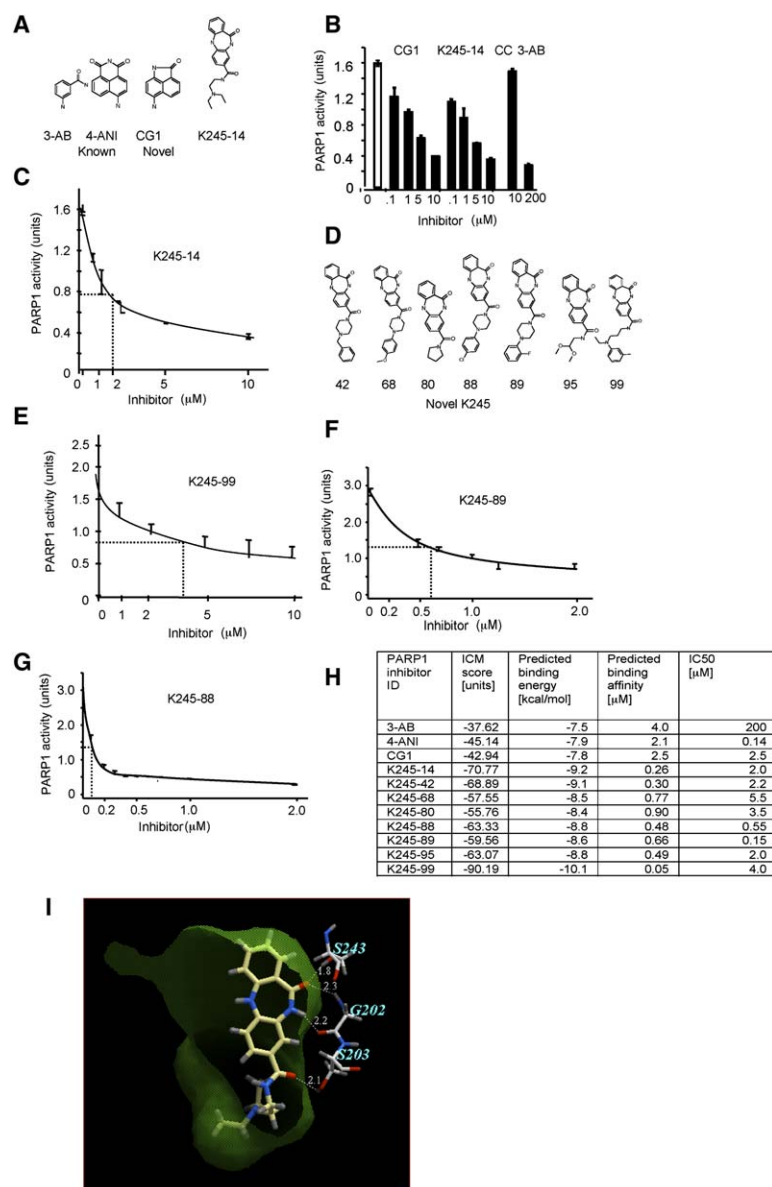 A
3-AB 4-ANI CG1 K245-14
Known Novel
B
CG1 K245-14 CC 3-AB
PARP1 activity (units)
1.6
1.2
0.8
0.4
0
0 .1 1 5 10 .1 1 5 10 10 200
Inhibitor (μM)
C
K245-14
PARP1 activity (units)
1.6
1.2
0.8
0.4
0
0 1 2 5 10
Inhibitor (μM)
D
42 68 80 88 89 95 99
Novel K245
E
K245-99
PARP1 activity (units)
2.5
2.0
1.5
1.0
0.5
0
0 1 2 5 10
Inhibitor (μM)
F
K245-89
PARP1 activity (units)
3.0
2.0
1.0
0
0 0.2 0.5 1.0 2.0
Inhibitor (μM)
G
K245-88
PARP1 activity (units)
3.0
2.0
1.0
0
0 0.2 1.0 2.0
Inhibitor(μM)
H
PARP1 inhibitor ID ICM score [units] Predicted binding energy [kcal/mol] Predicted binding affinity [μM] IC50 [μM]
3-AB -37.62 -7.5 4.0 200
4-ANI -45.14 -7.9 2.1 0.14
CG1 -42.94 -7.8 2.5 2.5
K245-14 -70.77 -9.2 0.26 2.0
K245-42 -68.89 -9.1 0.30 2.2
K245-68 -57.55 -8.5 0.77 5.5
K245-80 -55.76 -8.4 0.90 3.5
K245-88 -63.33 -8.8 0.48 0.55
K245-89 -59.56 -8.6 0.66 0.15
K245-95 -63.07 -8.8 0.49 2.0
K245-99 -90.19 -10.1 0.05 4.0
I
S243
1.8
2.3
G202
2.2
S203
2.1